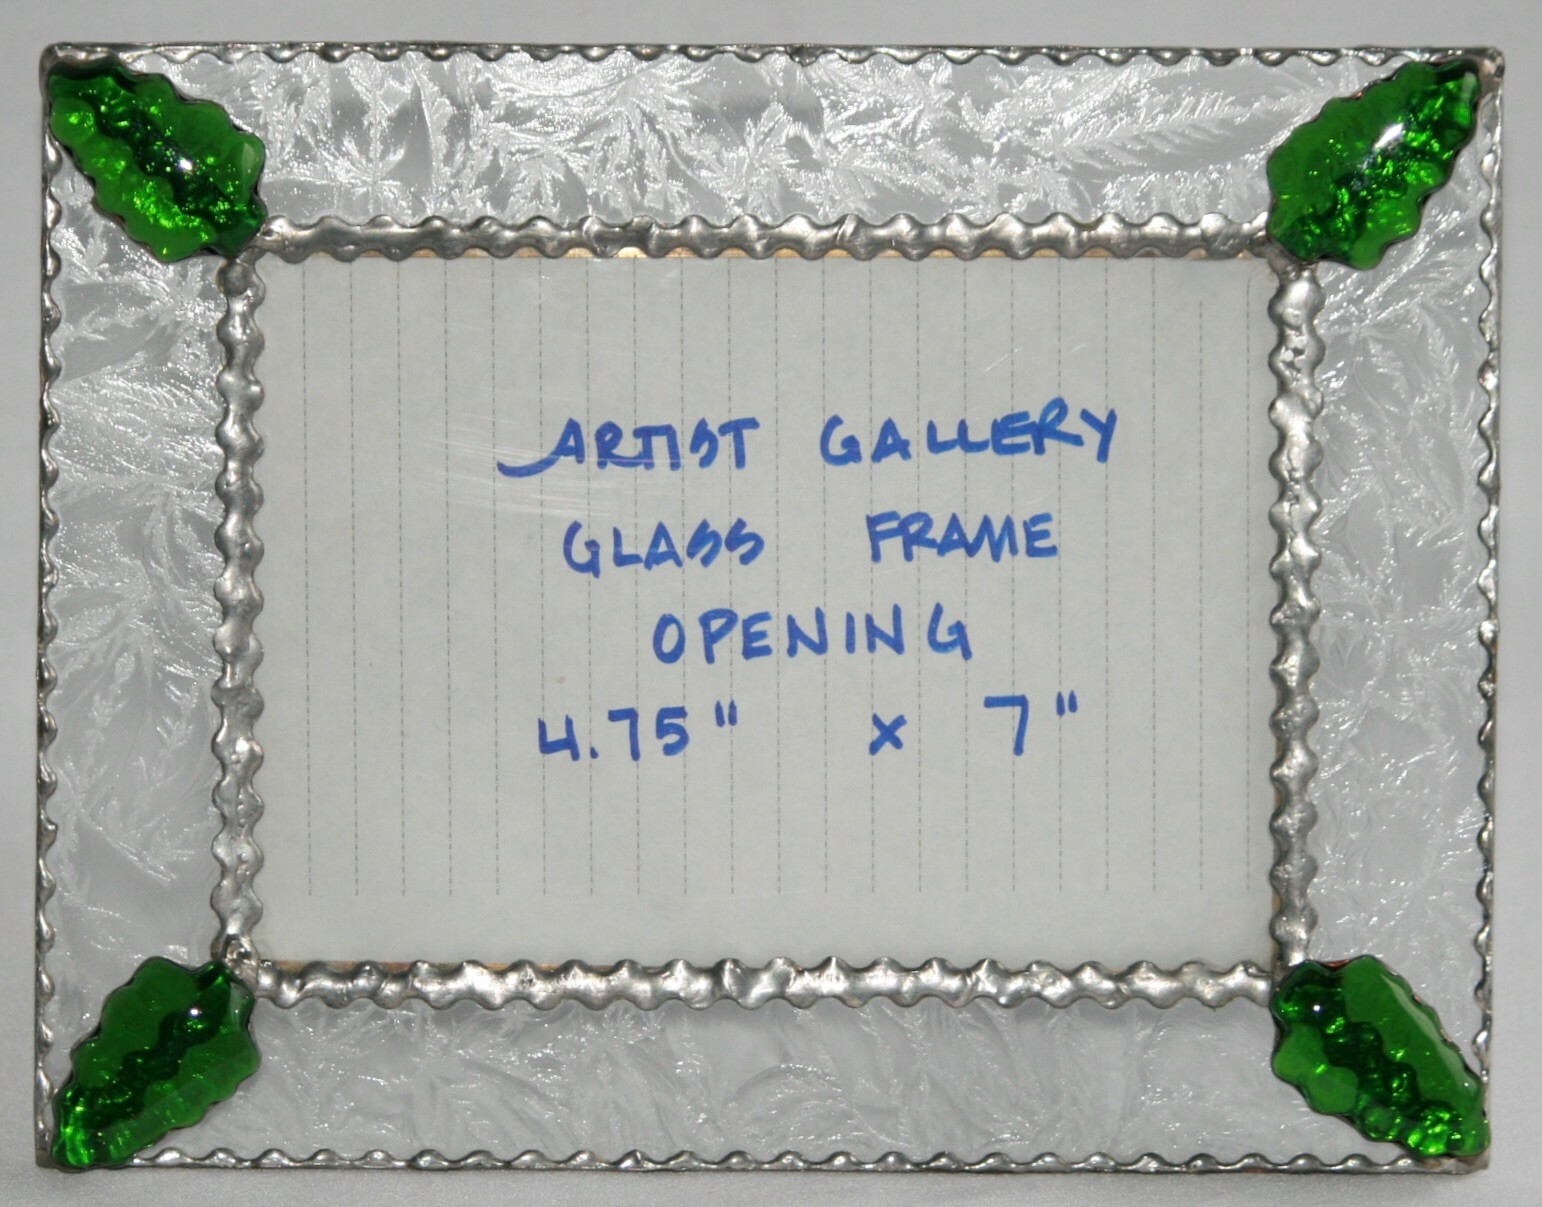 ARTIST GALLERY
GLASS FRAME
OPENING
4.75" x 7"